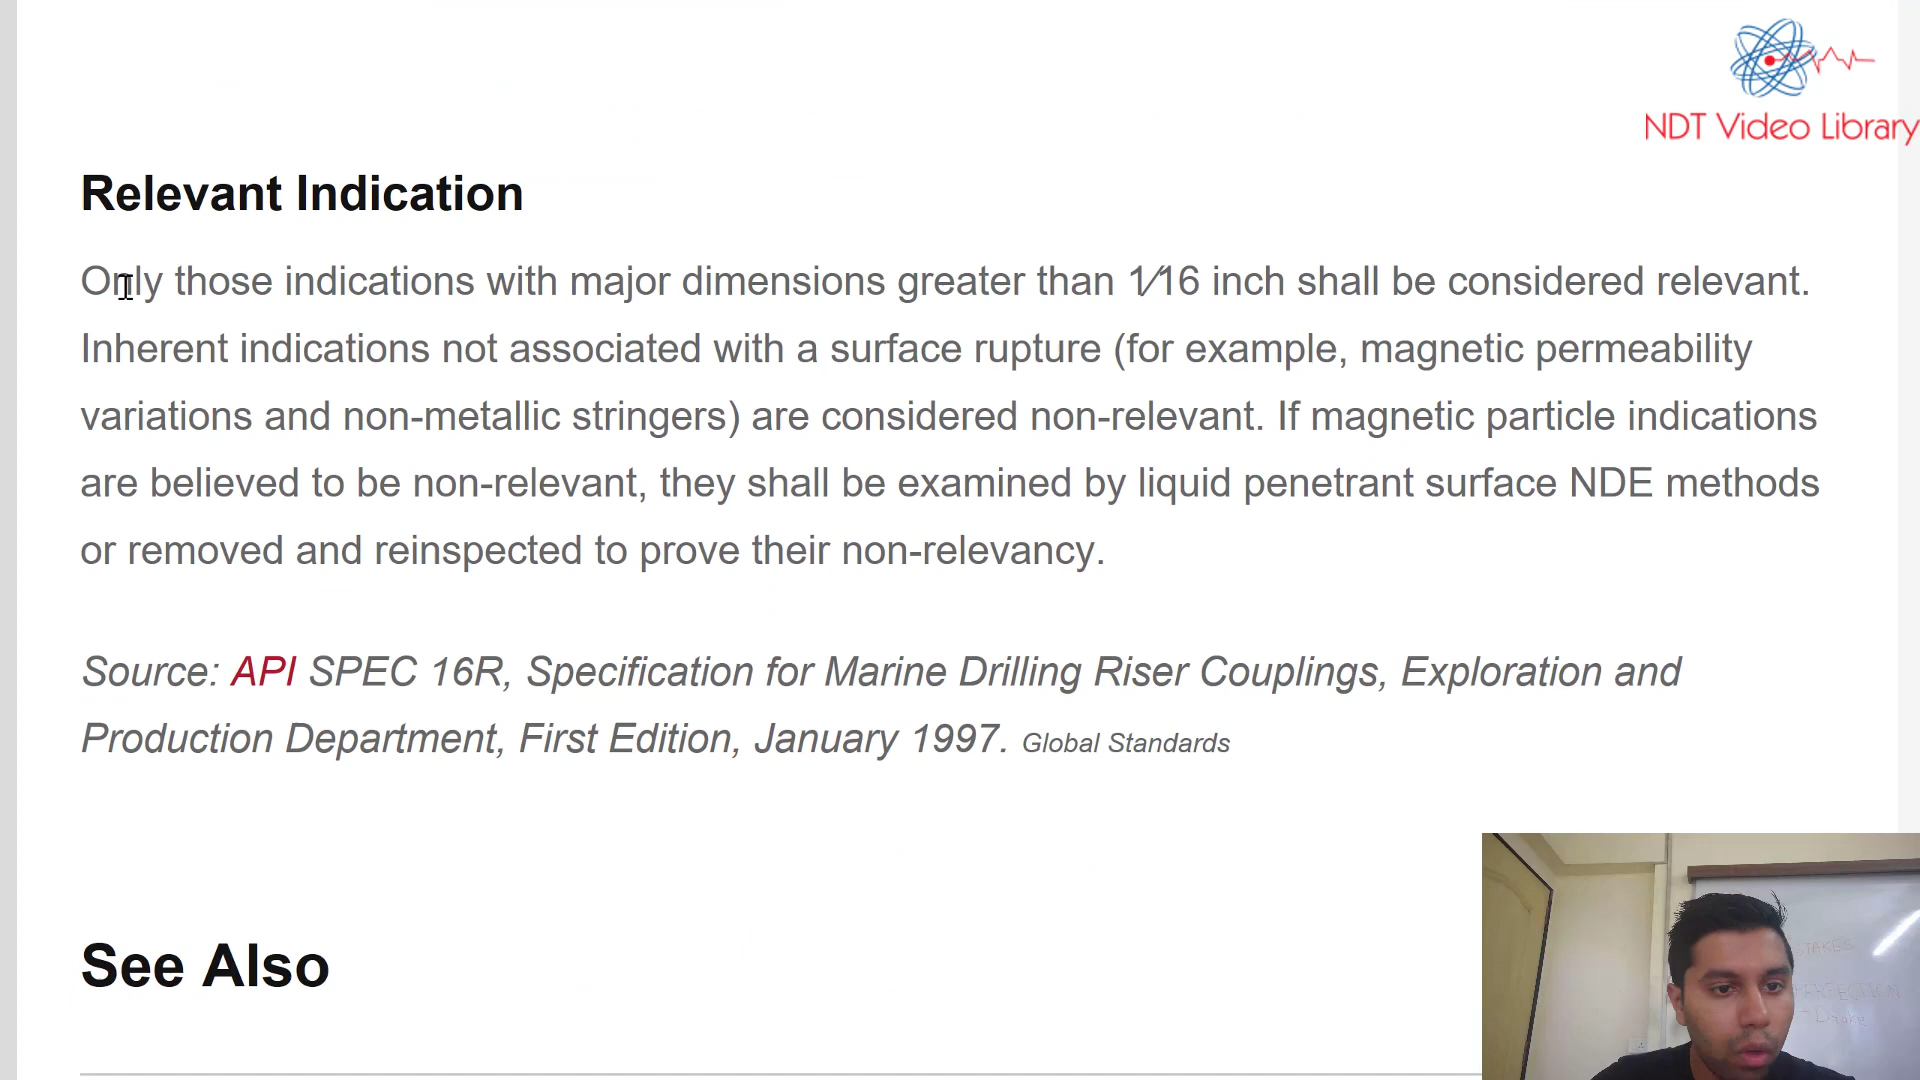 NDT Video Library
Relevant Indication
Only those indications with major dimensions greater than 1⁄16 inch shall be considered relevant.
Inherent indications not associated with a surface rupture (for example, magnetic permeability
variations and non-metallic stringers) are considered non-relevant. If magnetic particle indications
are believed to be non-relevant, they shall be examined by liquid penetrant surface NDE methods
or removed and reinspected to prove their non-relevancy.
Source: API SPEC 16R, Specification for Marine Drilling Riser Couplings, Exploration and
Production Department, First Edition, January 1997. Global Standards
See Also